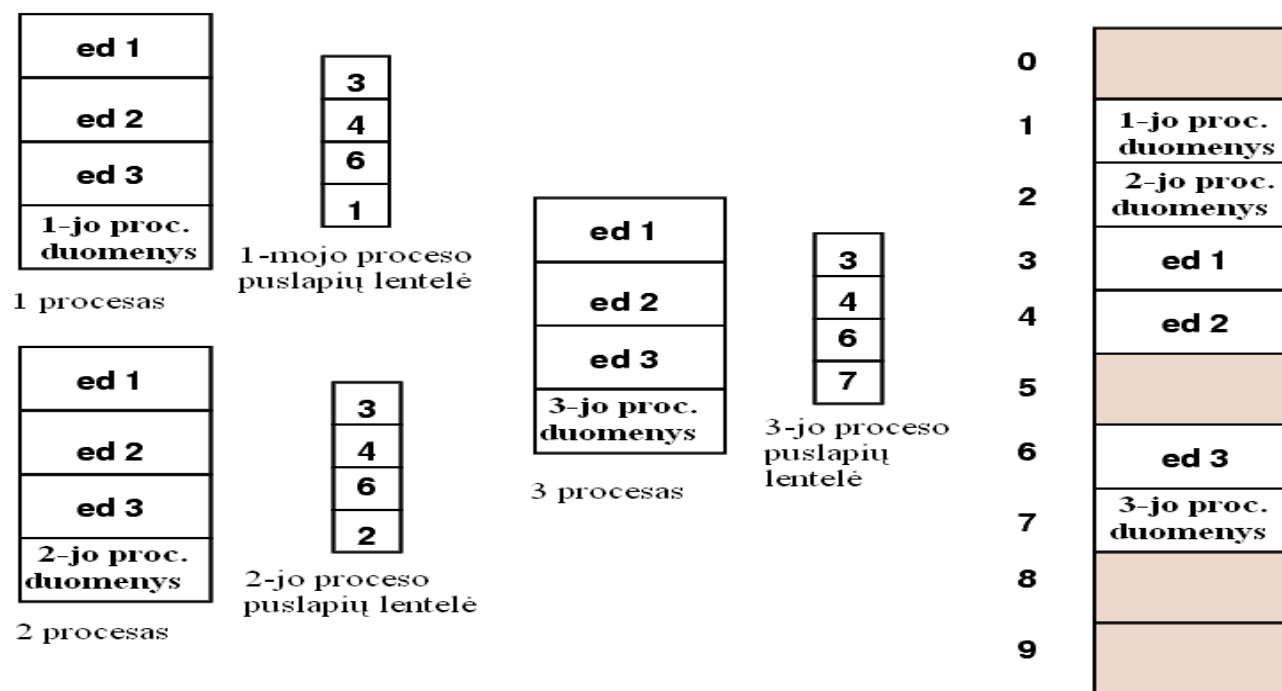 ed 1
ed 2
ed 3
1-jo proc.
duomenys
1 procesas
3
4
6
1
1-mojo proceso
puslapių lentelė
ed 1
ed 2
ed 3
2-jo proc.
duomenys
2 procesas
3
4
6
2
2-jo proceso
puslapių lentelė
ed 1
ed 2
ed 3
3-jo proc.
duomenys
3 procesas
3
4
6
7
3-jo proceso
puslapių
lentelė
0
1
1-jo proc.
duomenys
2
2-jo proc.
duomenys
3
ed 1
4
ed 2
5
6
ed 3
7
3-jo proc.
duomenys
8
9